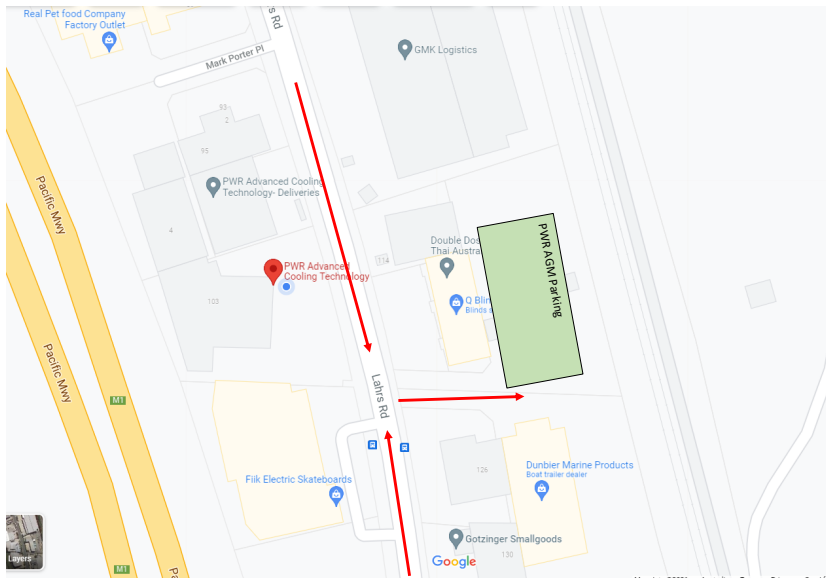 Real Pet food Company
Factory Outlet
s Rd
GMK Logistics
Mark Porter Pl
93
2
95
PWR Advanced Cooling
Technology- Deliveries
Pacific Mwy
4
Double Dos
Thai Austra
PWR AGM Parking
114
PWR Advanced
Cooling Technology
103
Q Blin
Blinds s
Pacific Mwy
Lahrs Rd
M1
Fiik Electric Skateboards
126
Dunbier Marine Products
Boat trailer dealer
Gotzinger Smallgoods
130
Layers
Google
M1
Pa